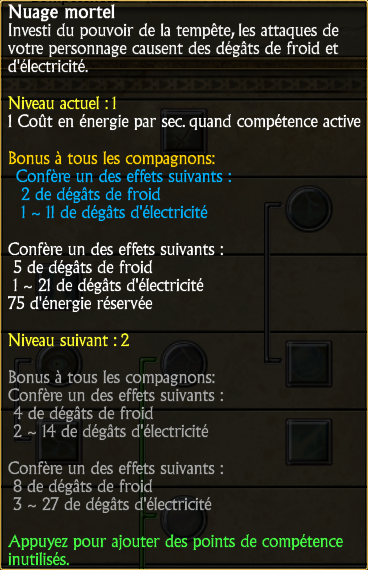 Nuage mortel
Investi du pouvoir de la tempête, les attaques de
votre personnage causent des dégâts de froid et
d'électricité.
Niveau actuel : 1
1 Coût en énergie par sec. quand compétence active
Bonus à tous les compagnons:
Confère un des effets suivants :
2 de dégâts de froid
1 ~ 11 de dégâts d'électricité
Confère un des effets suivants :
5 de dégâts de froid
1 ~ 21 de dégâts d'électricité
75 d'énergie réservée
Niveau suivant : 2
Bonus à tous les compagnons:
Confère un des effets suivants :
4 de dégâts de froid
2 ~ 14 de dégâts d'électricité
Confère un des effets suivants :
8 de dégâts de froid
3 ~ 27 de dégâts d'électricité
Appuyez pour ajouter des points de compétence
inutilisés.